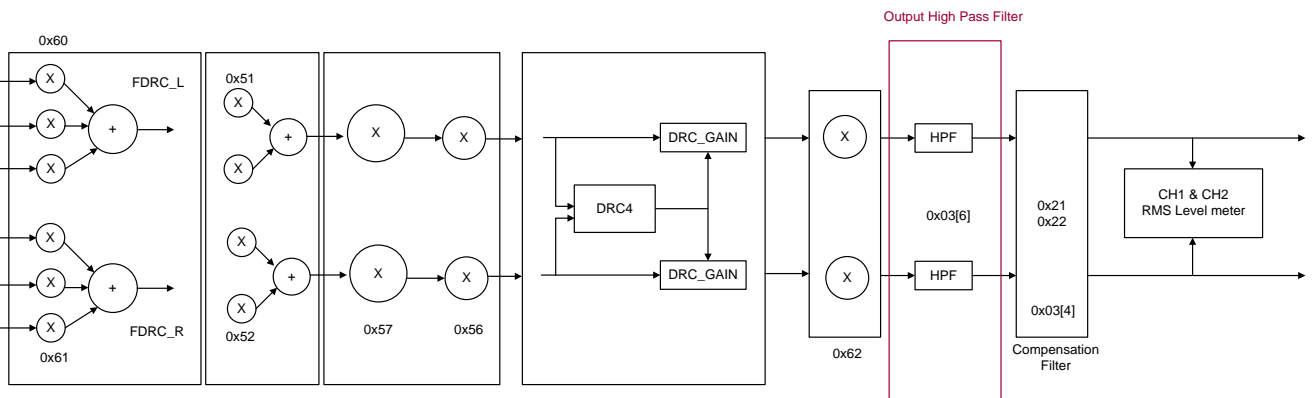 Output High Pass Filter
0x60
X
FDRC_L
X
+
X
0x51
X
+
X
X
X
DRC_GAIN
X
HPF
DRC4
CH1 & CH2
RMS Level meter
0x03[6]
0x21
0x22
X
FDRC_R
X
+
X
0x61
X
+
X
0x52
X
X
0x57
0x56
DRC_GAIN
X
HPF
0x62
0x03[4]
Compensation
Filter